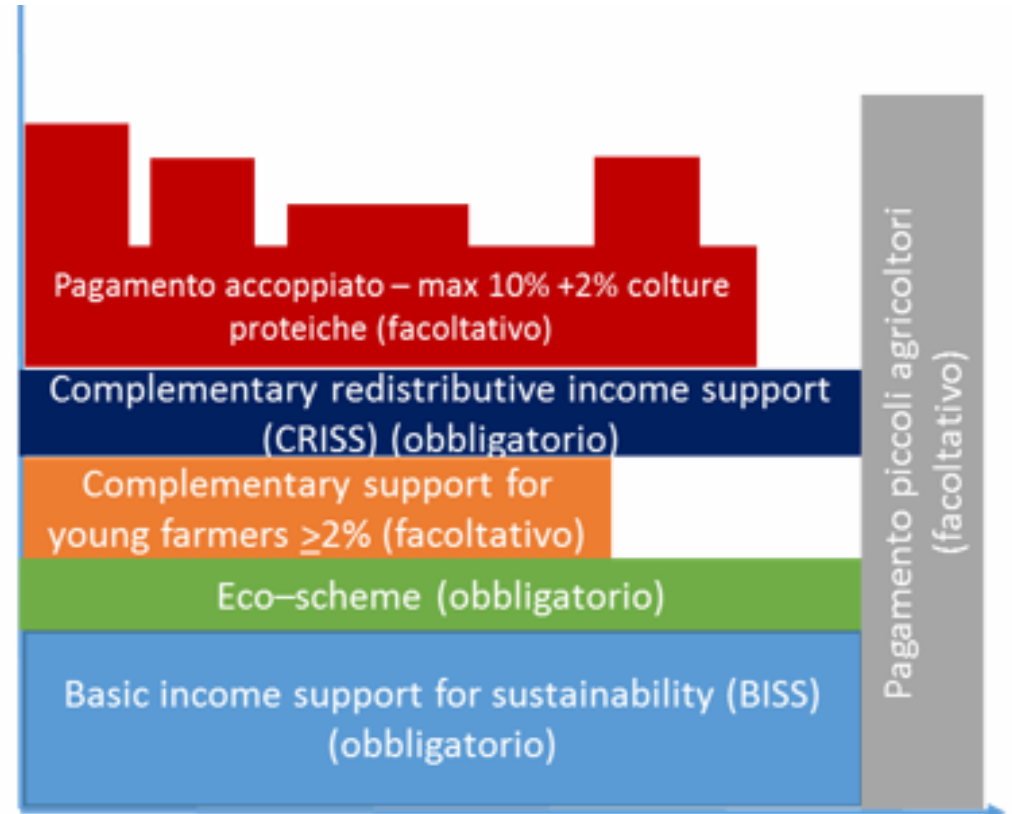 Pagamento accoppiato – max 10% +2% colture
proteiche (facoltativo)
Complementary redistributive income support
(CRISS) (obbligatorio)
Complementary support for
young farmers ≥2% (facoltativo)
Eco–scheme (obbligatorio)
Basic income support for sustainability (BISS)
(obbligatorio)
Pagamento piccoli agricoltori
(facoltativo)